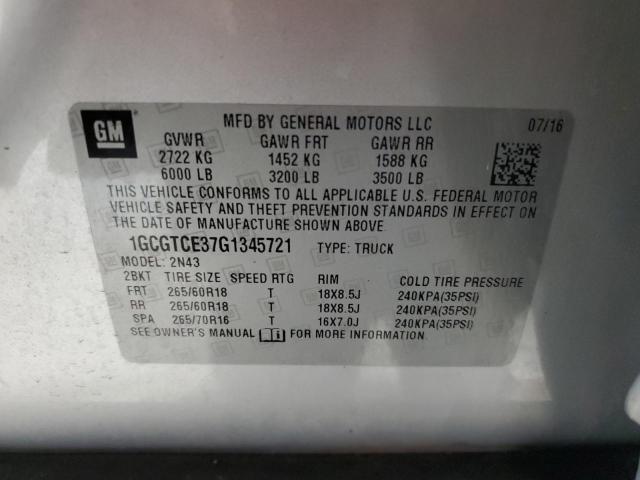 GM
MFD BY GENERAL MOTORS LLC 07/16
GVWR GAWR FRT GAWR RR
2722 KG 1452 KG 1588 KG
6000 LB 3200 LB 3500 LB
THIS VEHICLE CONFORMS TO ALL APPLICABLE U.S. FEDERAL MOTOR
VEHICLE SAFETY AND THEFT PREVENTION STANDARDS IN EFFECT ON
THE DATE OF MANUFACTURE SHOWN ABOVE.
1GCGTCE37G1345721 TYPE: TRUCK
MODEL: 2N43
2BKT TIRE SIZE SPEED RTG RIM COLD TIRE PRESSURE
FRT 265/60R18 T 18X8.5J 240KPA(35PSI)
RR 265/60R18 T 18X8.5J 240KPA(35PSI)
SPA 265/70R16 T 16X7.0J 240KPA(35PSI)
SEE OWNER'S MANUAL FOR MORE INFORMATION